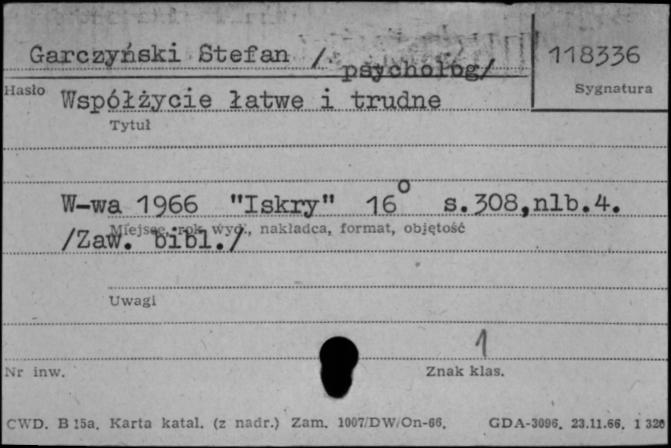 Garczyński Stefan / psycholog/
118336
Hasło
Sygnatura
Współżycie łatwe i trudne
Tytuł
W-wa 1966 "Iskry" 16° s.308,nlb.4.
Miejsce, rok wyd., nakładca, format, objętość
/Zaw. bibl./
Uwagi
1
Nr inw.
Znak klas.
CWD. B 15a. Karta katal. (z nadr.) Zam. 1007/DW/On-66. GDA-3096. 23.11.66. 1 328